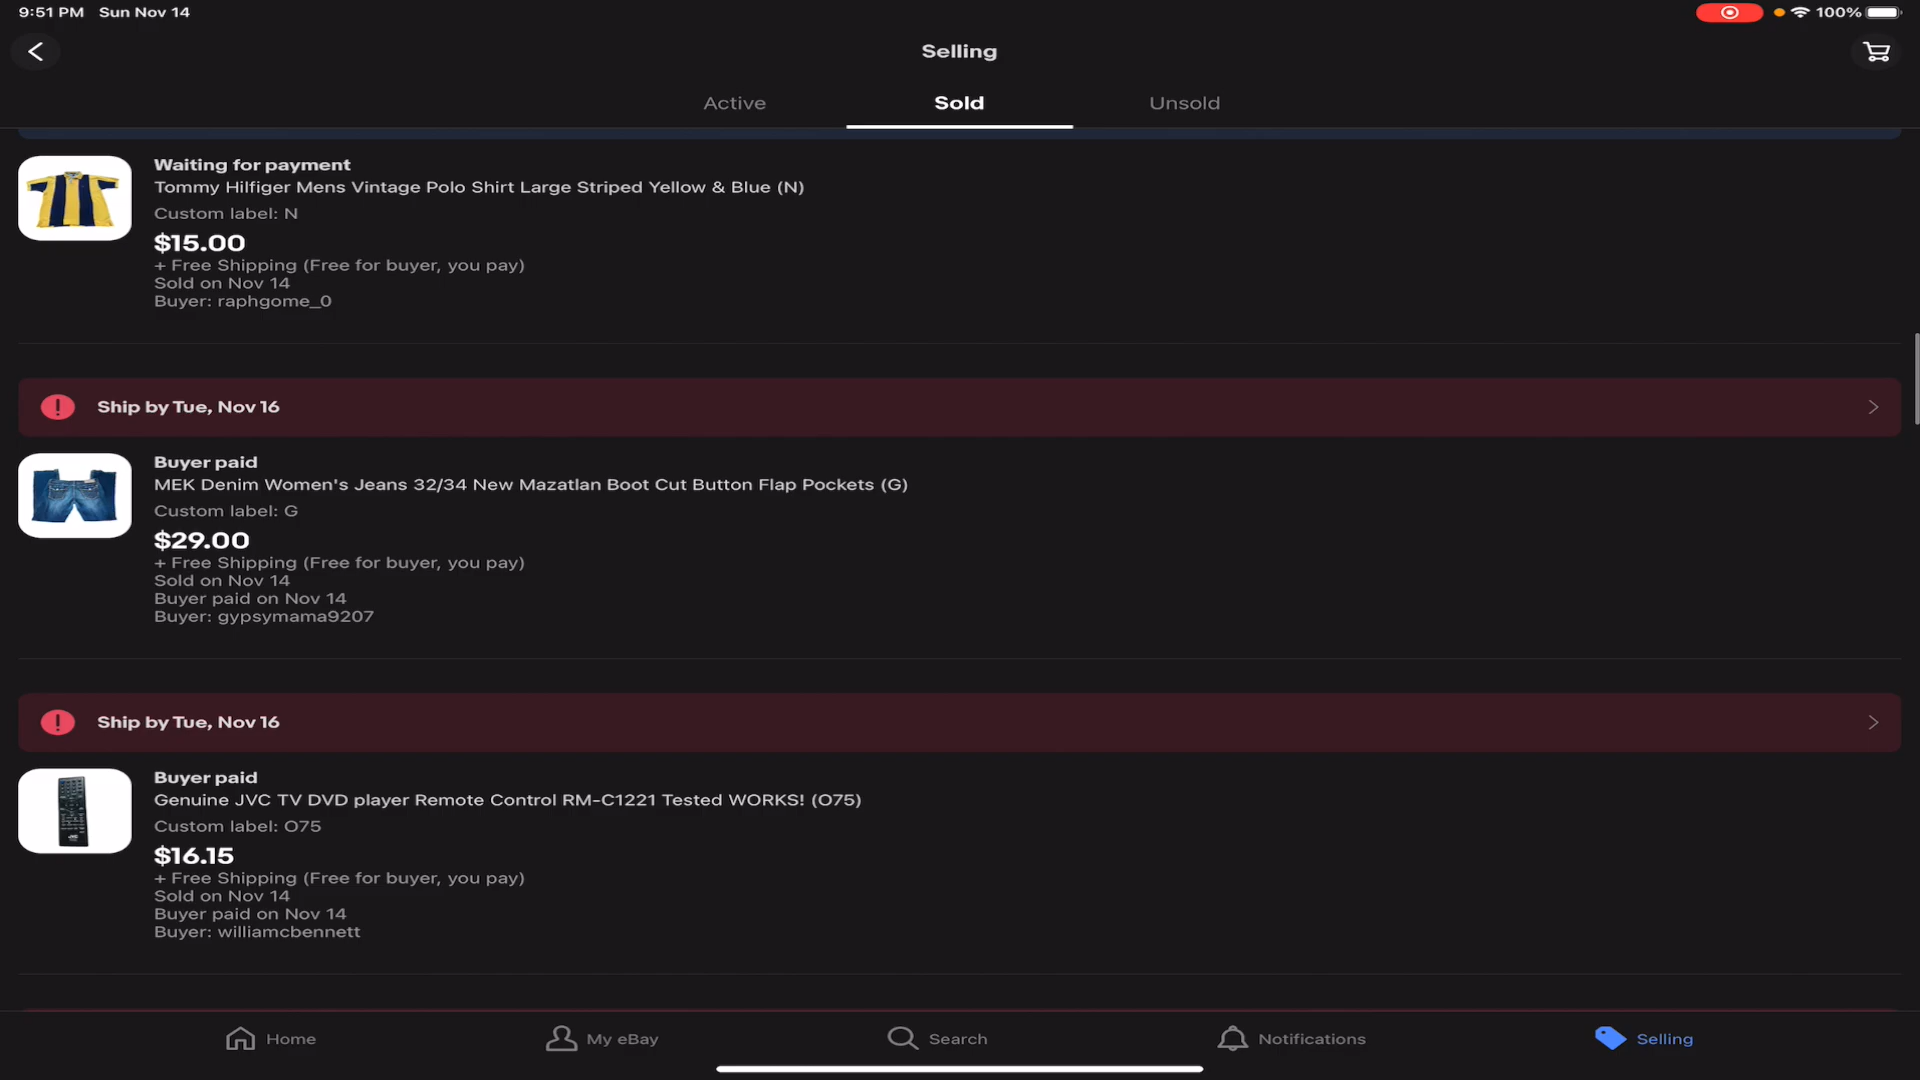 9:51 PM Sun Nov 14
100%
Selling
Active Sold Unsold
Waiting for payment
Tommy Hilfiger Mens Vintage Polo Shirt Large Striped Yellow & Blue (N)
Custom label: N
$15.00
+ Free Shipping (Free for buyer, you pay)
Sold on Nov 14
Buyer: raphgome_0
Ship by Tue, Nov 16
Buyer paid
MEK Denim Women's Jeans 32/34 New Mazatlan Boot Cut Button Flap Pockets (G)
Custom label: G
$29.00
+ Free Shipping (Free for buyer, you pay)
Sold on Nov 14
Buyer paid on Nov 14
Buyer: gypsymama9207
Ship by Tue, Nov 16
Buyer paid
Genuine JVC TV DVD player Remote Control RM-C1221 Tested WORKS! (O75)
Custom label: O75
$16.15
+ Free Shipping (Free for buyer, you pay)
Sold on Nov 14
Buyer paid on Nov 14
Buyer: williamcbennett
Home My eBay Search Notifications Selling